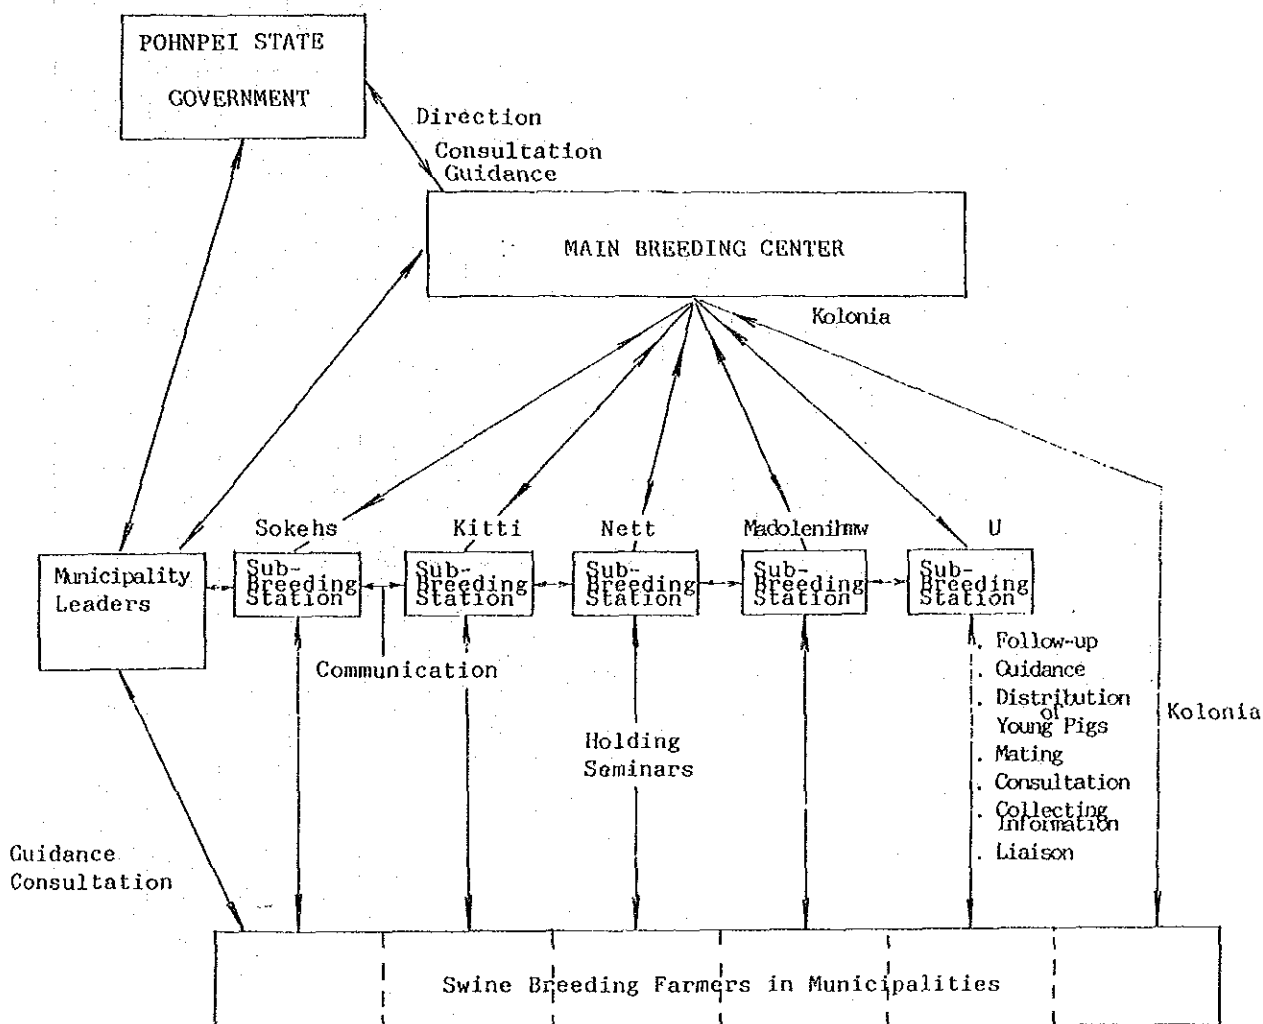 POHNPEI STATE
GOVERNMENT
Direction
Consultation
Guidance
MAIN BREEDING CENTER
Kolonia
Sokehs
Kitti
Nett
Madolenihmw
U
Municipality
Leaders
Sub-
Breeding
Station
Sub-
Breeding
Station
Sub-
Breeding
Station
Sub-
Breeding
Station
Sub-
Breeding
Station
Communication
Holding
Seminars
. Follow-up
. Guidance
. Distribution
of
Young Pigs
. Mating
. Consultation
. Collecting
Information
. Liaison
Kolonia
Guidance
Consultation
Swine Breeding Farmers in Municipalities